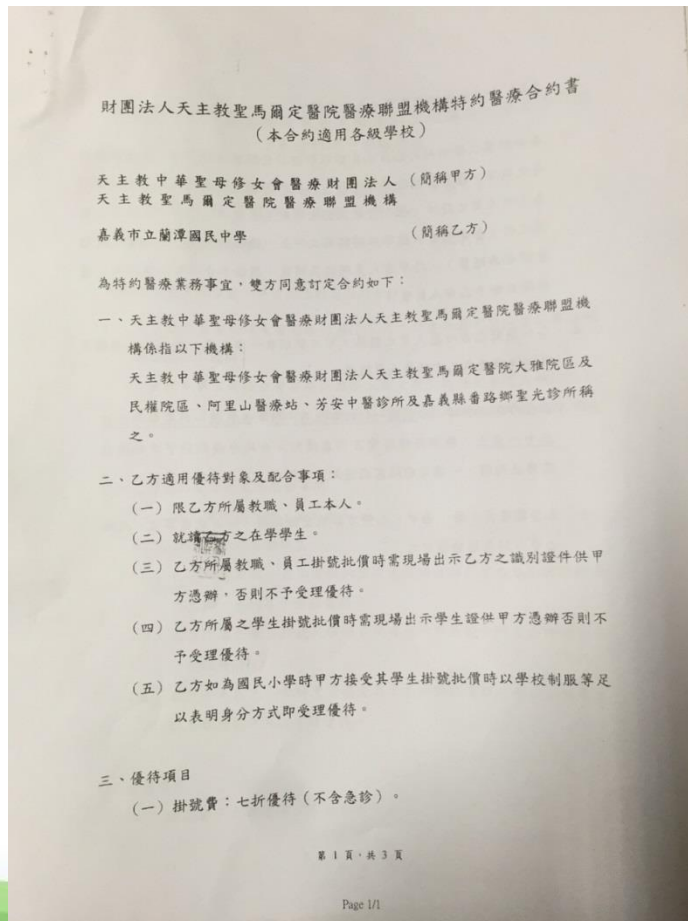 財團法人天主教聖馬爾定醫院醫療聯盟機構特約醫療合約書
（本合約適用各級學校）
天主教中華聖母修女會醫療財團法人（簡稱甲方）
天主教聖馬爾定醫院醫療聯盟機構
嘉義市立蘭潭國民中學（簡稱乙方）
為特約醫療業務事宜，雙方同意訂定合約如下：
一、天主教中華聖母修女會醫療財團法人天主教聖馬爾定醫院醫療聯盟機
構係指以下機構：
天主教中華聖母修女會醫療財團法人天主教聖馬爾定醫院大雅院區及
民權院區、阿里山醫療站、芳安中醫診所及嘉義縣番路鄉聖光診所稱
之。
二、乙方適用優待對象及配合事項：
（一）限乙方所屬教職、員工本人。
（二）就讀乙方之在學學生。
（三）乙方所屬教職、員工掛號批價時需現場出示乙方之識別證件供甲
方憑辦，否則不予受理優待。
（四）乙方所屬之學生掛號批價時需現場出示學生證供甲方憑辦否則不
予受理優待。
（五）乙方如為國民小學時甲方接受其學生掛號批價時以學校制服等足
以表明身分方式即受理優待。
三、優待項目
（一）掛號費：七折優待（不含急診）。
第 1 頁，共 3 頁
Page 1/1